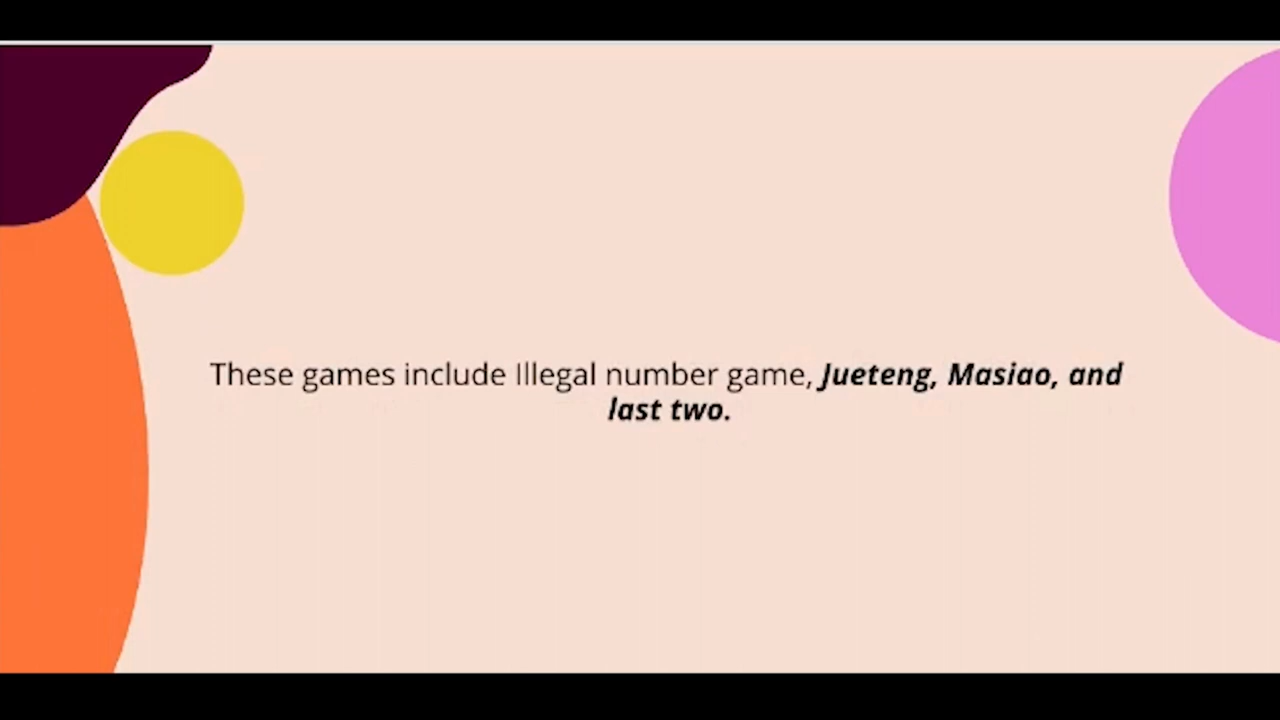 These games include Illegal number game, Jueteng, Masiao, and
last two.